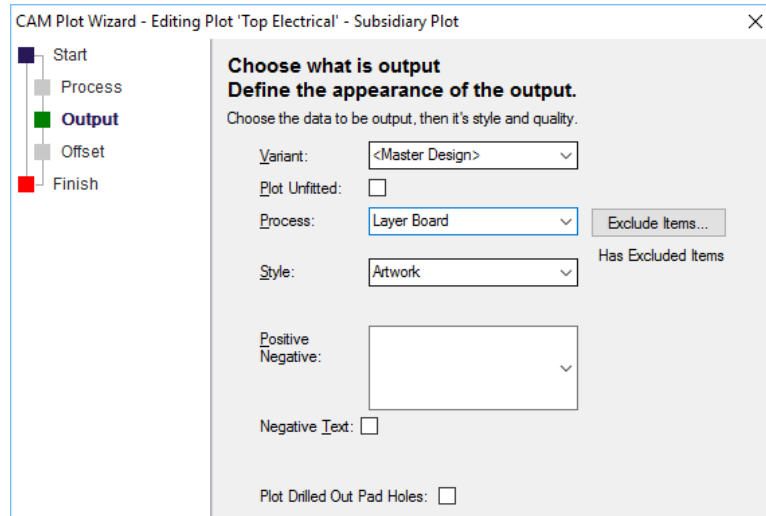 CAM Plot Wizard - Editing Plot 'Top Electrical' - Subsidiary Plot
Start
Process
Output
Offset
Finish
Choose what is output
Define the appearance of the output.
Choose the data to be output, then it's style and quality.
Variant: <Master Design>
Plot Unfitted:
Process: Layer Board Exclude Items...
Has Excluded Items
Style: Artwork
Positive
Negative:
Negative Text:
Plot Drilled Out Pad Holes: